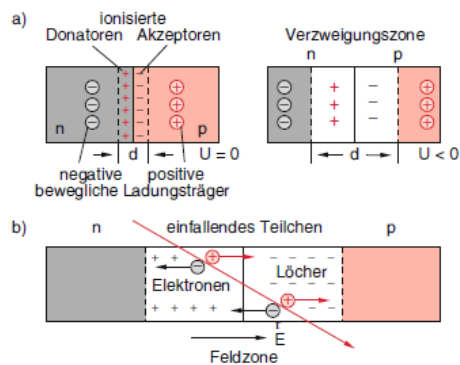 a) ionisierte
Donatoren Akzeptoren
Verzweigungszone
n p
+ + + + + +
− − − − − −
− − −
+ + +
n p
d U = 0
negative positive
bewegliche Ladungsträger
− − −
+ + +
− − −
+ + +
d U < 0
b) n einfallendes Teilchen p
+ + + − − − −
− Elektronen Löcher
− − − −
+ + + + − + − −
r
E
Feldzone